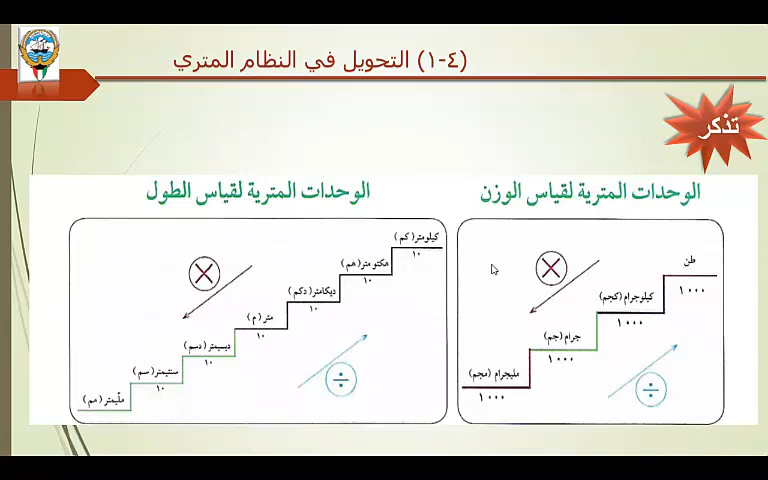 (٤-١) التحويل في النظام المتري
تذكر
الوحدات المترية لقياس الوزن
طن
١٠٠٠
كيلوجرام (كجم)
١٠٠٠
جرام (جم)
١٠٠٠
مليجرام (مجم)
١٠٠٠
×
÷
الوحدات المترية لقياس الطول
كيلومتر (كم)
١٠
هكتومتر (هم)
١٠
ديكامتر (دكم)
١٠
متر (م)
١٠
ديسيمتر (دسم)
١٠
سنتيمتر (سم)
١٠
ملّيمتر (مم)
×
÷